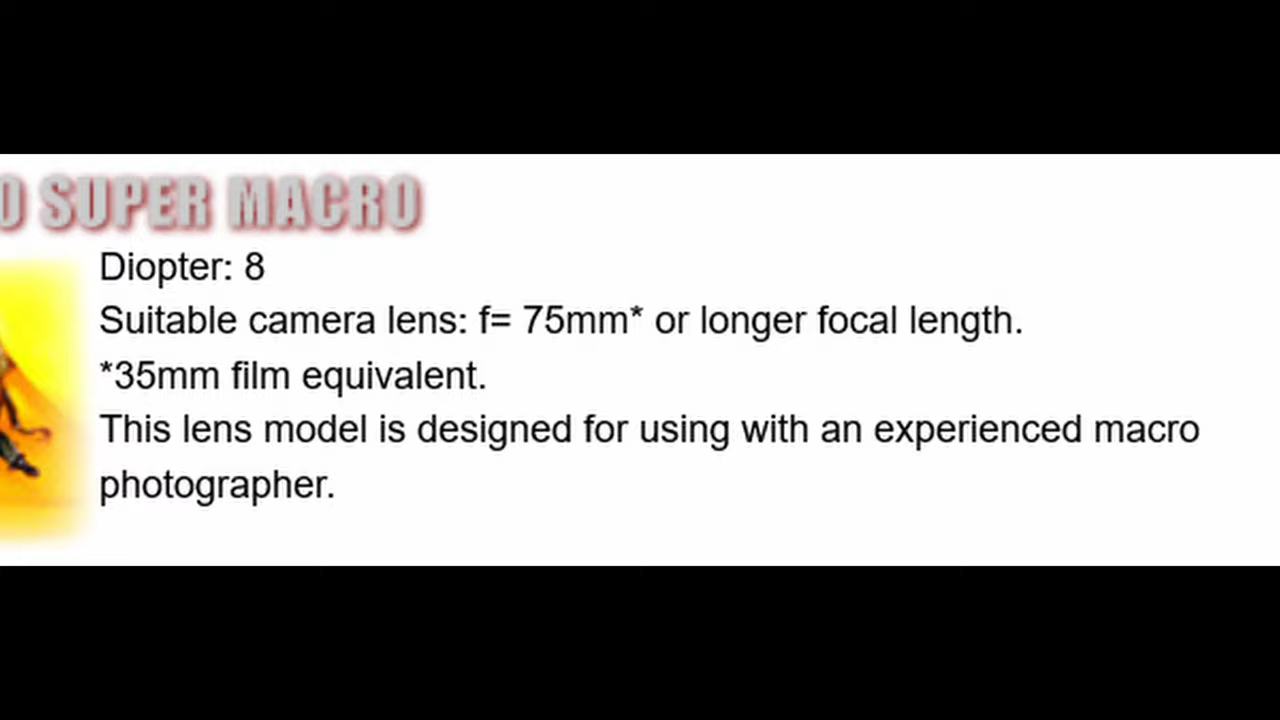 SUPER MACRO
Diopter: 8
Suitable camera lens: f= 75mm* or longer focal length.
*35mm film equivalent.
This lens model is designed for using with an experienced macro
photographer.